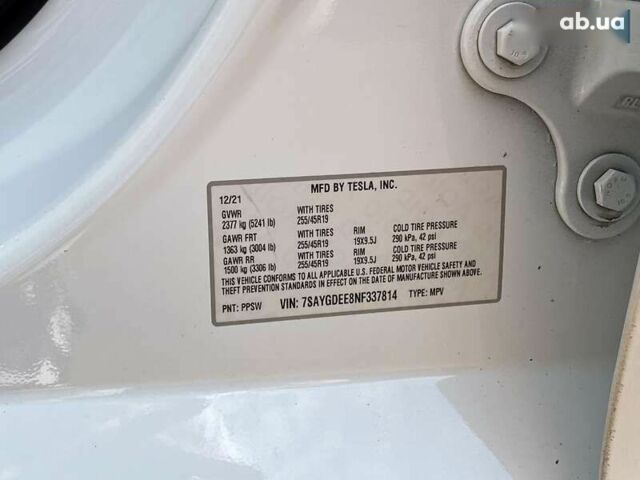 ab.ua
MFD BY TESLA, INC.
12/21
GVWR WITH TIRES
2377 kg (5241 lb) 255/45R19
GAWR FRT WITH TIRES RIM COLD TIRE PRESSURE
1363 kg (3004 lb) 255/45R19 19X9.5J 290 kPa, 42 psi
GAWR RR WITH TIRES RIM COLD TIRE PRESSURE
1500 kg (3306 lb) 255/45R19 19X9.5J 290 kPa, 42 psi
THIS VEHICLE CONFORMS TO ALL APPLICABLE U.S. FEDERAL MOTOR VEHICLE SAFETY AND
THEFT PREVENTION STANDARDS IN EFFECT ON THE DATE OF MANUFACTURE SHOWN ABOVE.
PNT: PPSW VIN: 7SAYGDEE8NF337814 TYPE: MPV